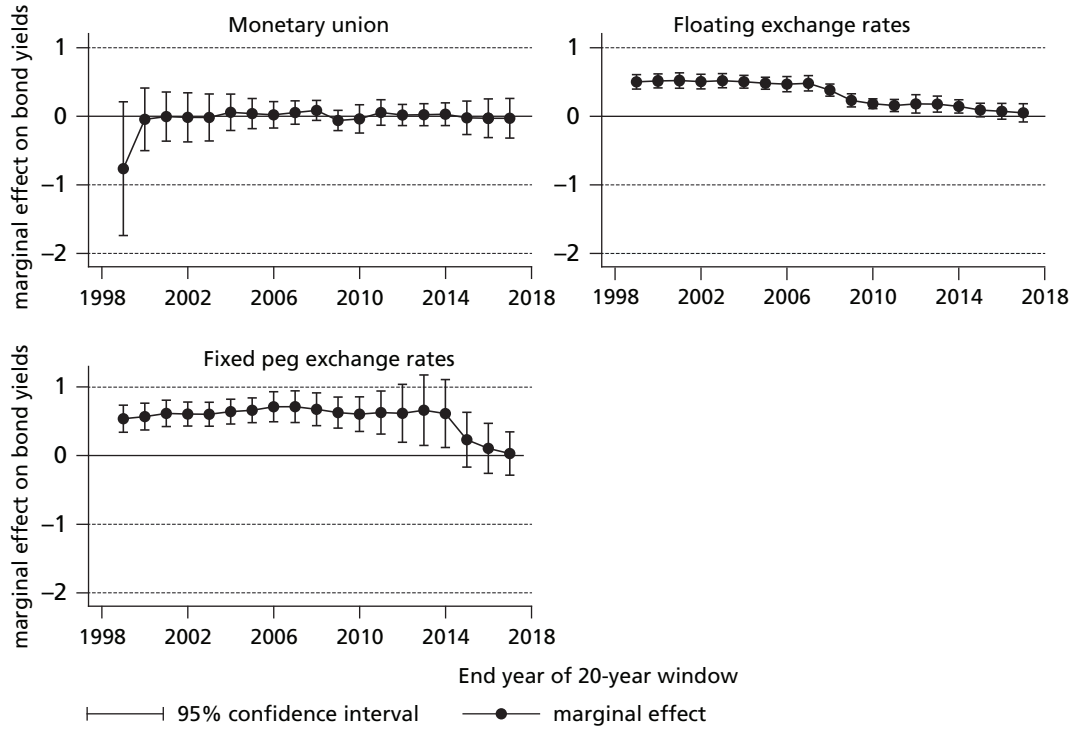 Monetary union
marginal effect on bond yields
1
0
−1
−2
1998 2002 2006 2010 2014 2018
Floating exchange rates
1
0
−1
−2
1998 2002 2006 2010 2014 2018
Fixed peg exchange rates
marginal effect on bond yields
1
0
−1
−2
1998 2002 2006 2010 2014 2018
End year of 20-year window
95% confidence interval marginal effect